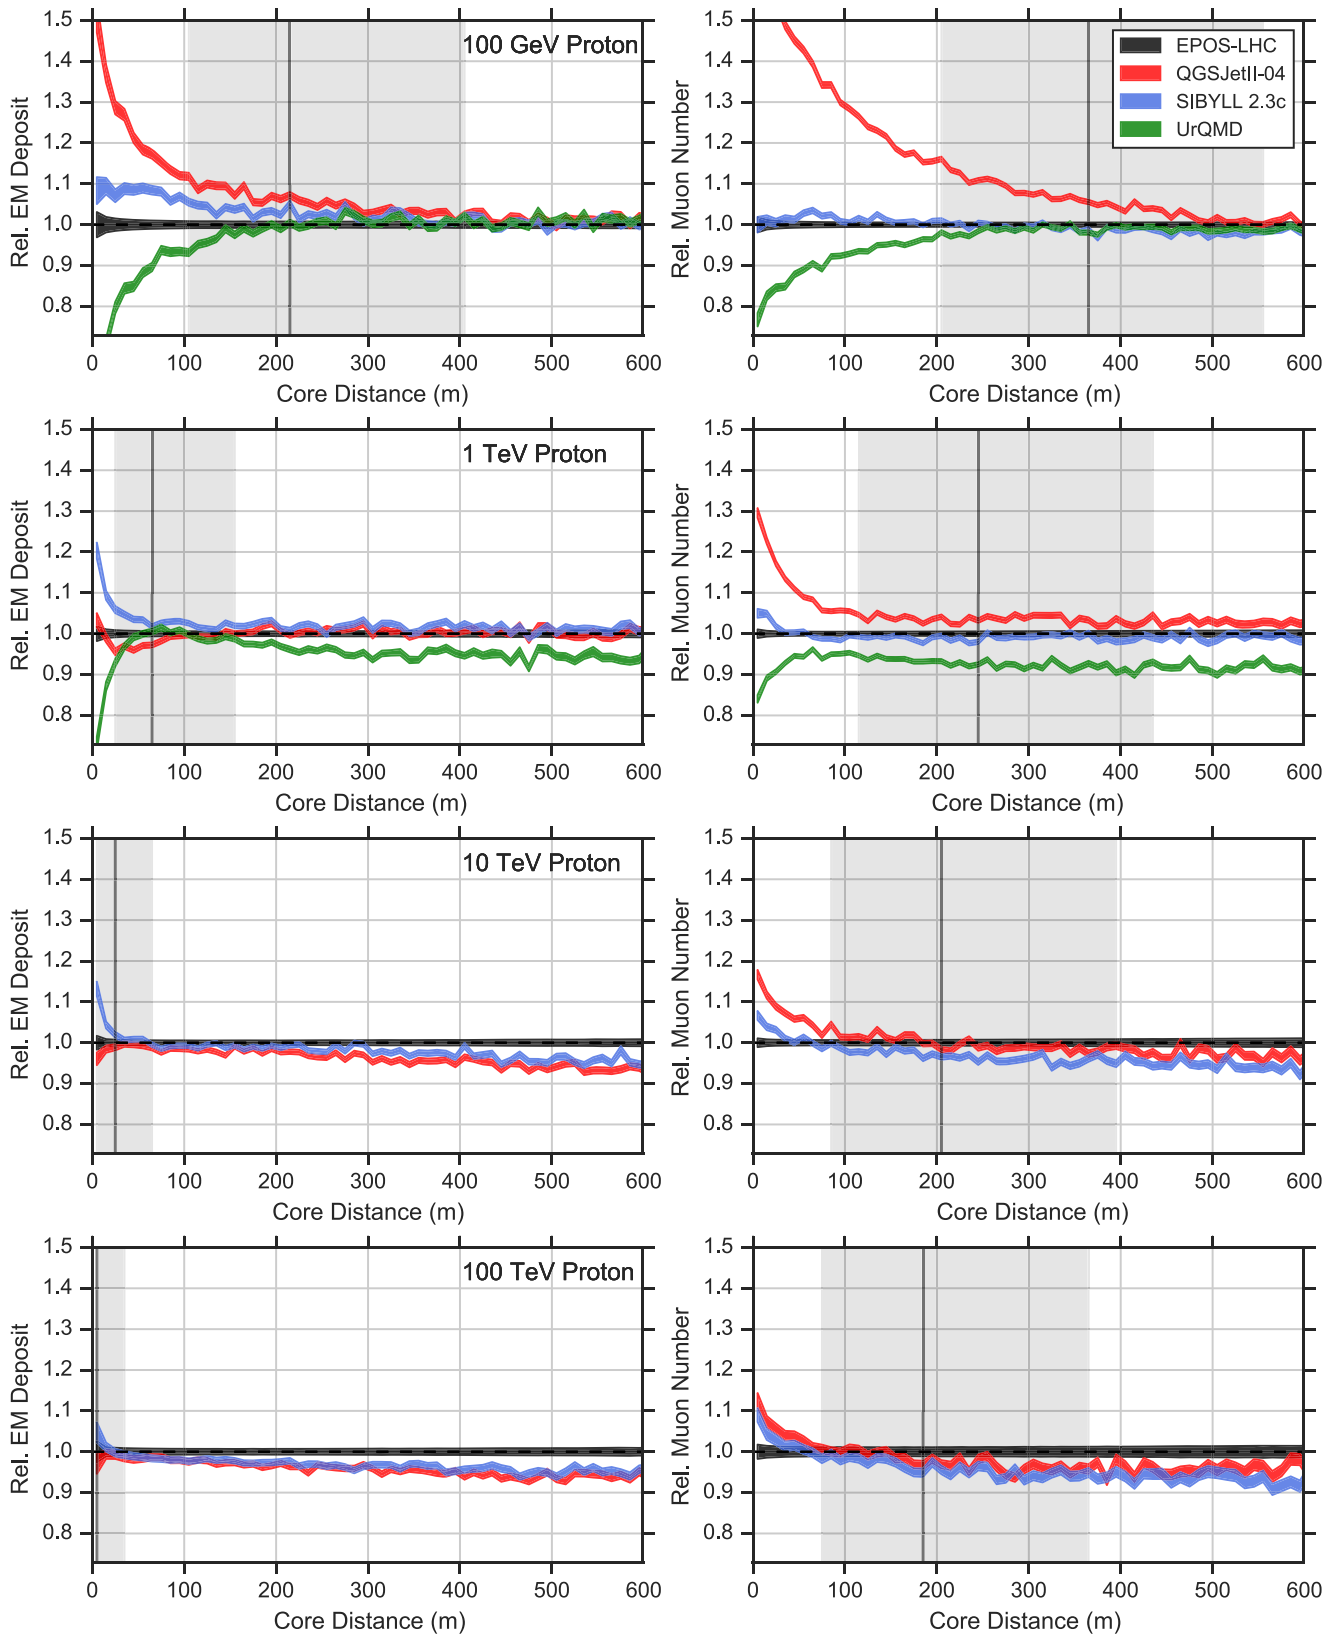 1.5
1.4
1.3
1.2
1.1
1.0
0.9
0.8
Rel. EM Deposit
100 GeV Proton
0 100 200 300 400 500 600
Core Distance (m)
1.5
1.4
1.3
1.2
1.1
1.0
0.9
0.8
Rel. Muon Number
EPOS-LHC
QGSJetII-04
SIBYLL 2.3c
UrQMD
0 100 200 300 400 500 600
Core Distance (m)
1.5
1.4
1.3
1.2
1.1
1.0
0.9
0.8
Rel. EM Deposit
1 TeV Proton
0 100 200 300 400 500 600
Core Distance (m)
1.5
1.4
1.3
1.2
1.1
1.0
0.9
0.8
Rel. Muon Number
0 100 200 300 400 500 600
Core Distance (m)
1.5
1.4
1.3
1.2
1.1
1.0
0.9
0.8
Rel. EM Deposit
10 TeV Proton
0 100 200 300 400 500 600
Core Distance (m)
1.5
1.4
1.3
1.2
1.1
1.0
0.9
0.8
Rel. Muon Number
0 100 200 300 400 500 600
Core Distance (m)
1.5
1.4
1.3
1.2
1.1
1.0
0.9
0.8
Rel. EM Deposit
100 TeV Proton
0 100 200 300 400 500 600
Core Distance (m)
1.5
1.4
1.3
1.2
1.1
1.0
0.9
0.8
Rel. Muon Number
0 100 200 300 400 500 600
Core Distance (m)